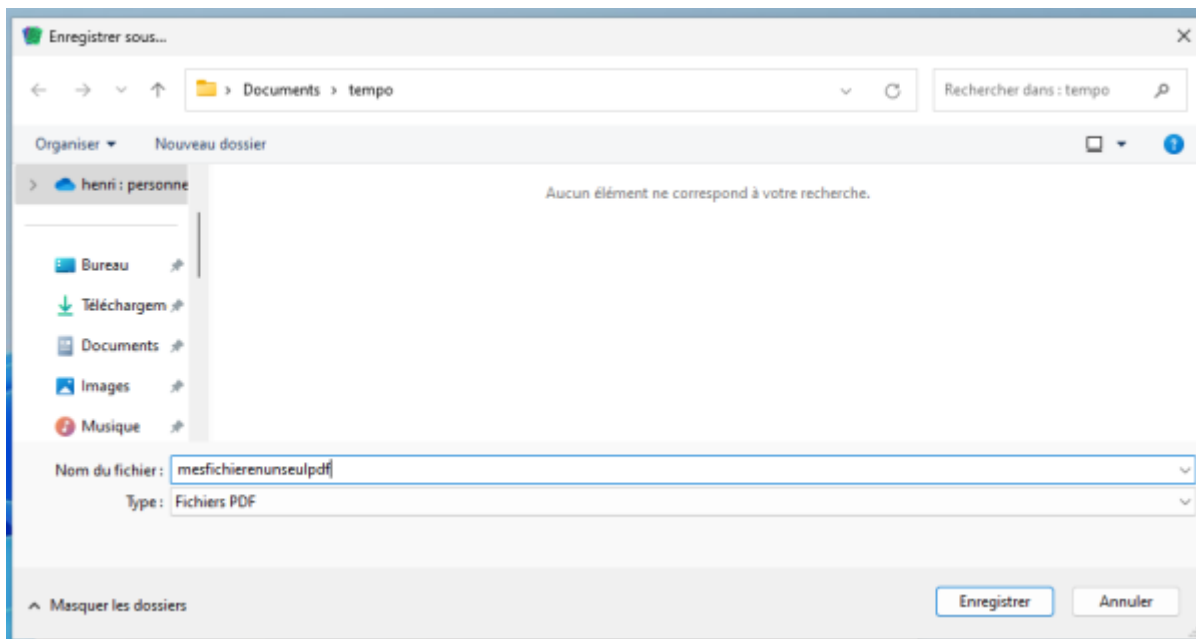 Enregistrer sous...
Documents > tempo
Rechercher dans : tempo
Organiser
Nouveau dossier
henri : personne
Aucun élément ne correspond à votre recherche.
Bureau
Téléchargem
Documents
Images
Musique
Nom du fichier : mesfichierenunseulpdf
Type : Fichiers PDF
Masquer les dossiers
Enregistrer
Annuler